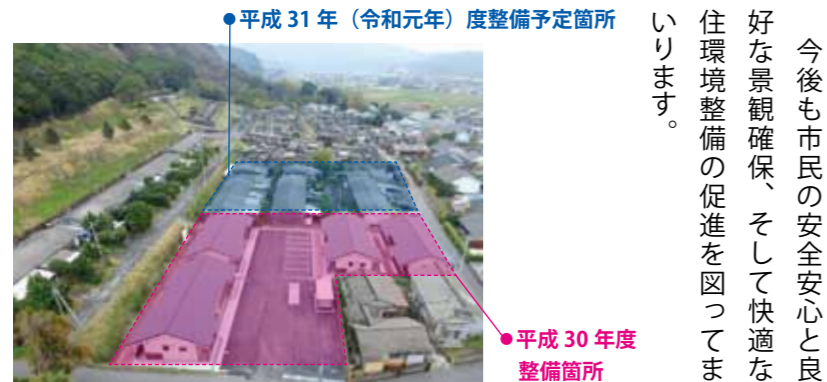 平成 31 年（令和元年）度整備予定箇所
今後も市民の安全安心と良
好な景観確保、そして快適な
住環境整備の促進を図ってま
いります。
平成 30 年度
整備箇所